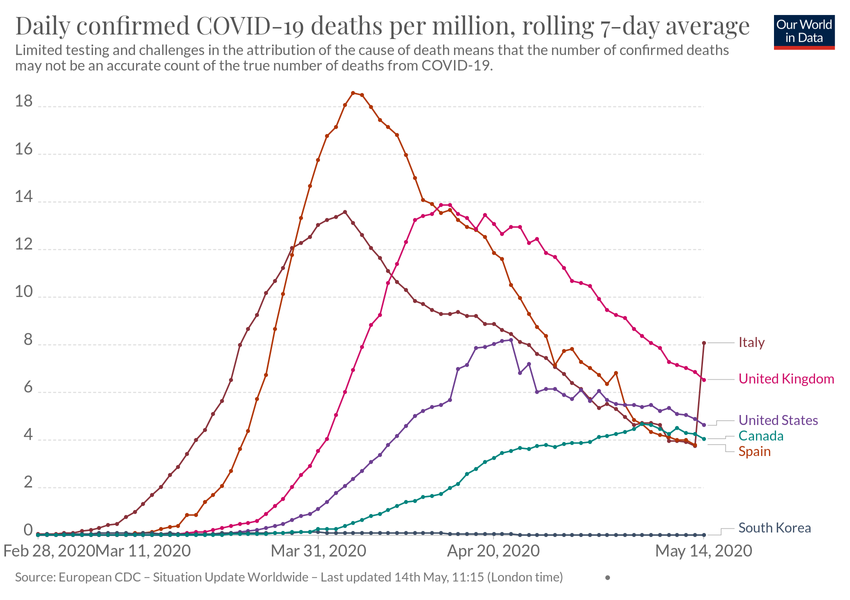 Daily confirmed COVID-19 deaths per million, rolling 7-day average
Our World
in Data
Limited testing and challenges in the attribution of the cause of death means that the number of confirmed deaths
may not be an accurate count of the true number of deaths from COVID-19.
18
16
14
12
10
8
6
4
2
0
Italy
United Kingdom
United States
Canada
Spain
South Korea
Feb 28, 2020
Mar 11, 2020
Mar 31, 2020
Apr 20, 2020
May 14, 2020
Source: European CDC – Situation Update Worldwide – Last updated 14th May, 11:15 (London time)